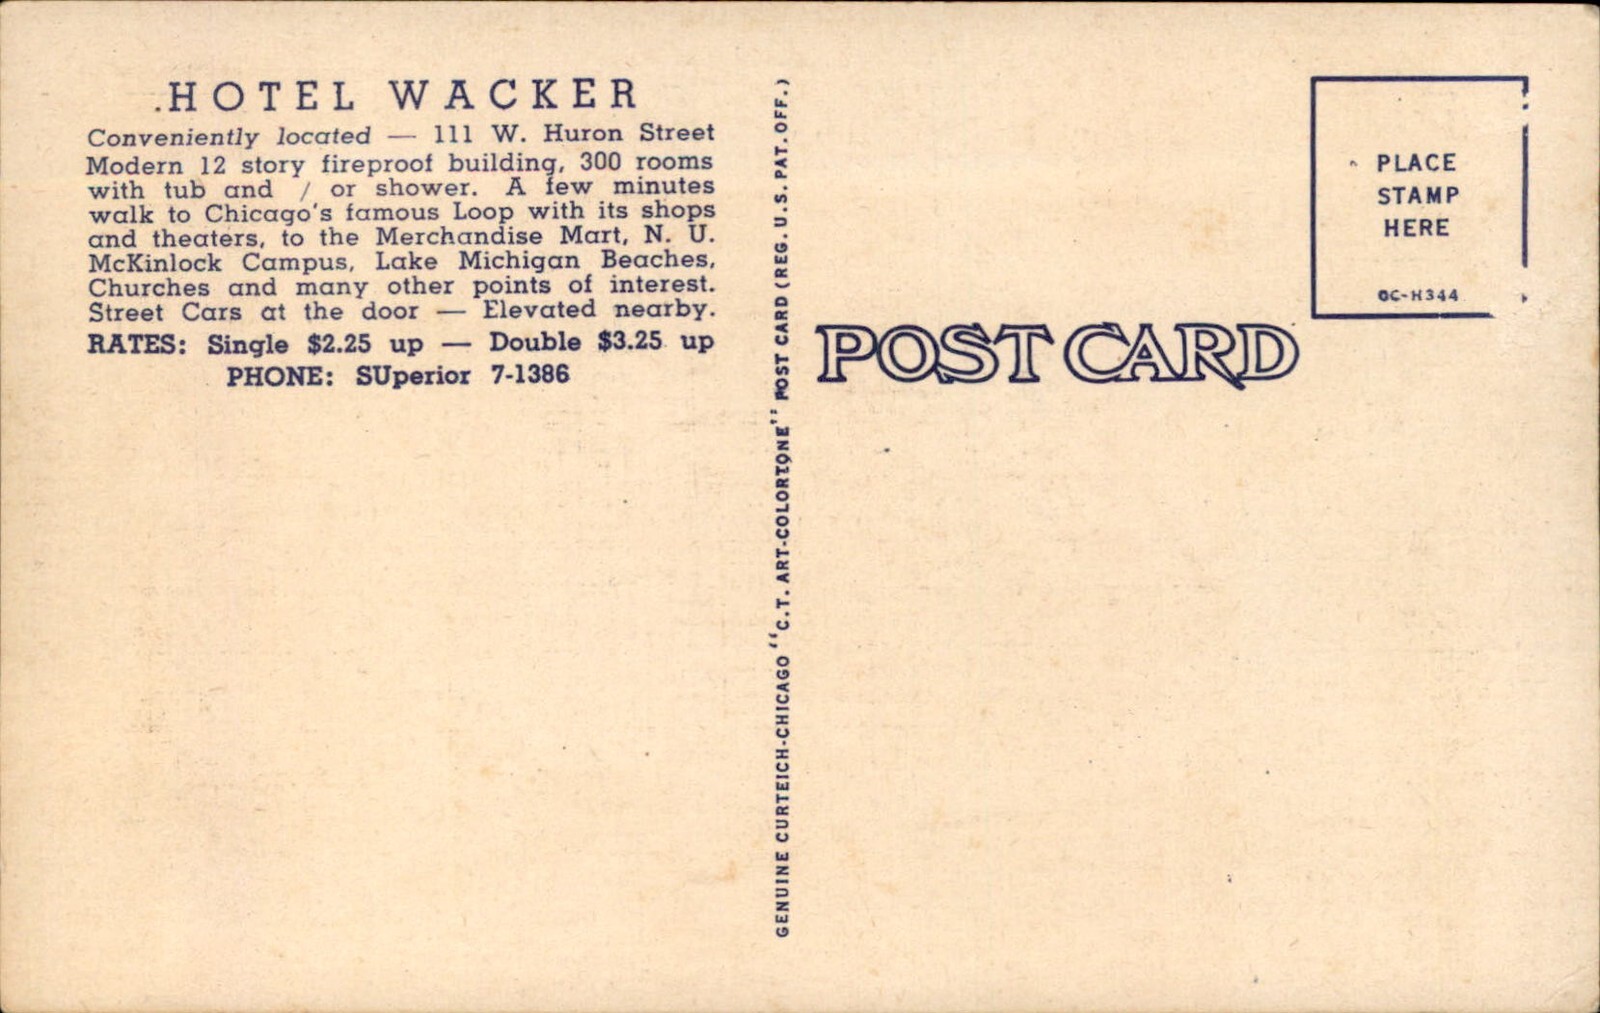 HOTEL WACKER
Conveniently located — 111 W. Huron Street
Modern 12 story fireproof building, 300 rooms
with tub and / or shower. A few minutes
walk to Chicago's famous Loop with its shops
and theaters, to the Merchandise Mart, N. U.
McKinlock Campus, Lake Michigan Beaches,
Churches and many other points of interest.
Street Cars at the door — Elevated nearby.
RATES: Single $2.25 up — Double $3.25 up
PHONE: SUperior 7-1386
GENUINE CURTEICH-CHICAGO "C.T. ART-COLORTONE" POST CARD (REG. U.S. PAT. OFF.)
POST CARD
PLACE
STAMP
HERE
OC-H344